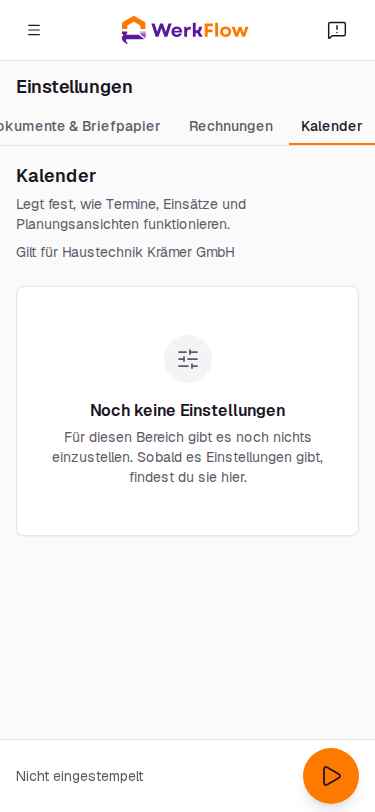 WerkFlow
Einstellungen
okumente & Briefpapier
Rechnungen
Kalender
Kalender
Legt fest, wie Termine, Einsätze und
Planungsansichten funktionieren.
Gilt für Haustechnik Krämer GmbH
Noch keine Einstellungen
Für diesen Bereich gibt es noch nichts
einzustellen. Sobald es Einstellungen gibt,
findest du sie hier.
Nicht eingestempelt